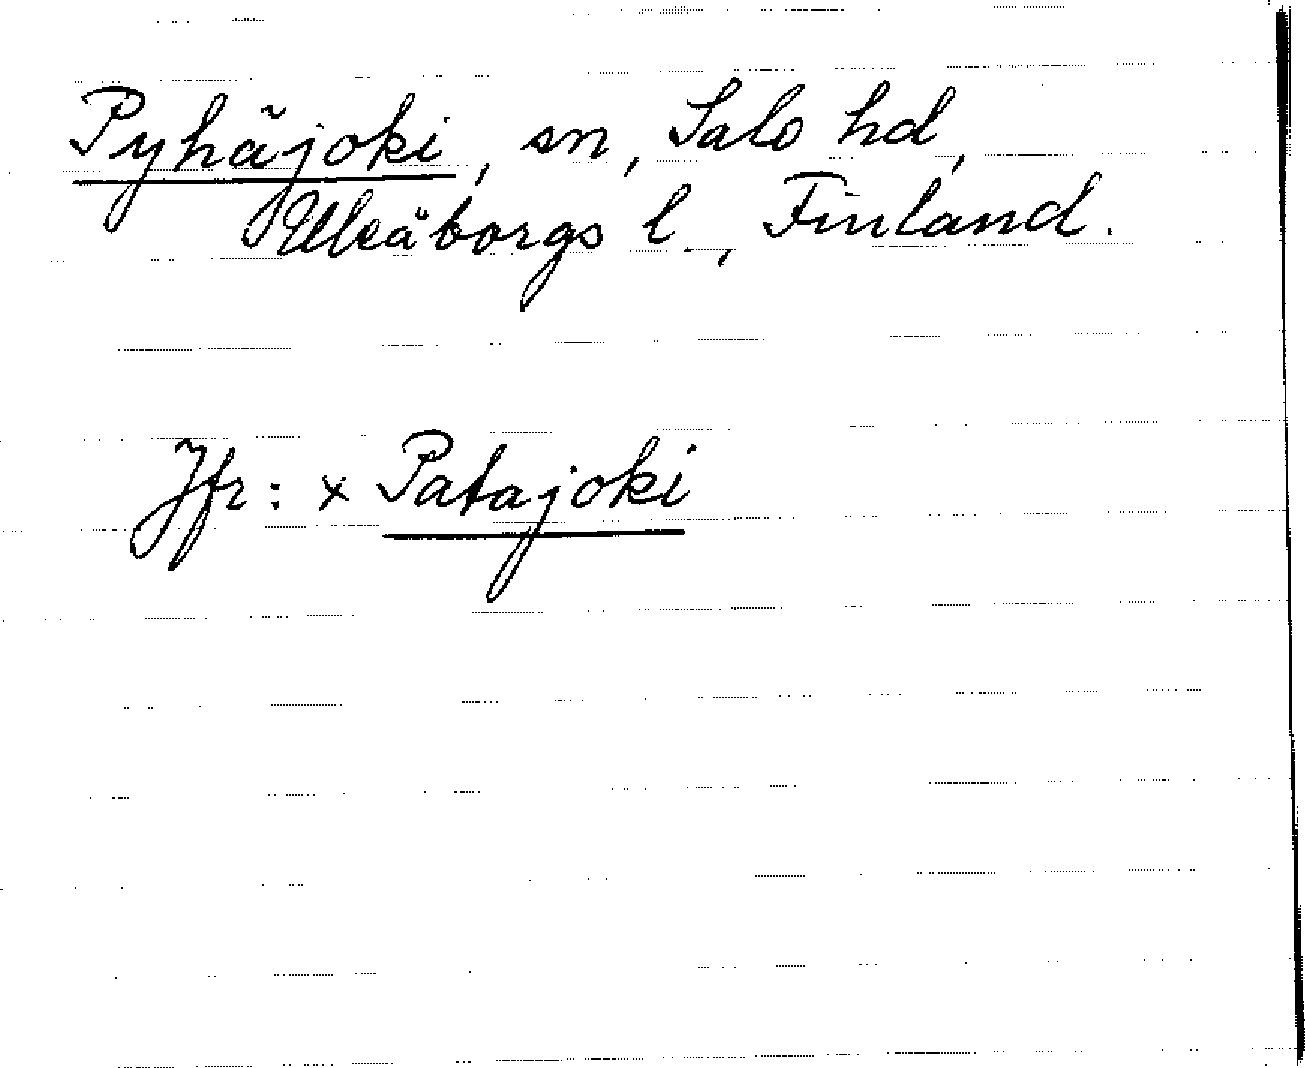 Pyhäjoki, sn, Salo hd,
Uleåborgs l., Finland.
Jfr: x Patajoki